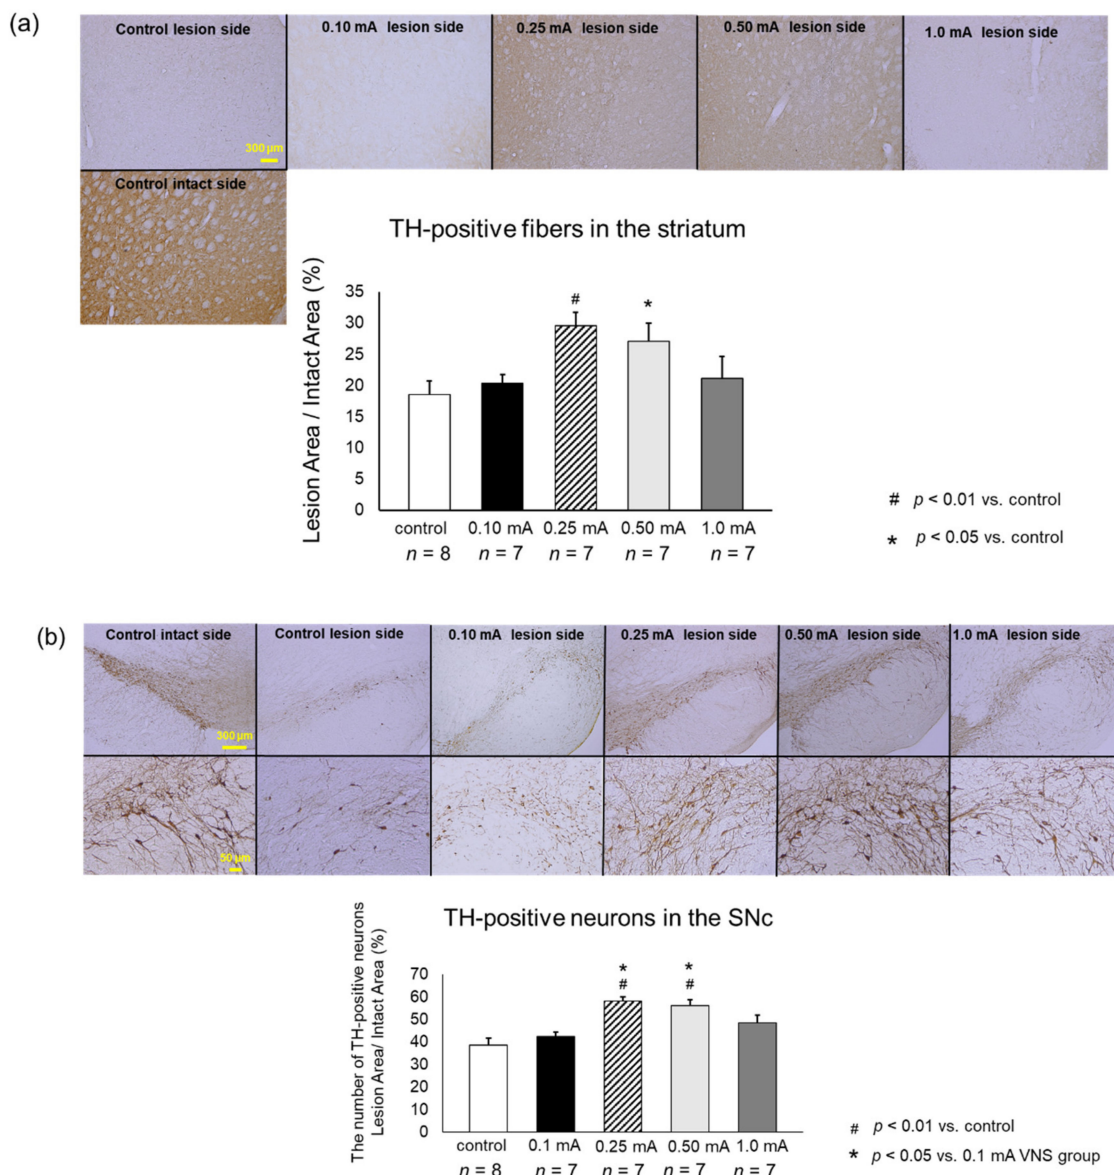 (a)
Control lesion side
0.10 mA lesion side
0.25 mA lesion side
0.50 mA lesion side
1.0 mA lesion side
300 µm
Control intact side
TH-positive fibers in the striatum
Lesion Area / Intact Area (%)
35
30
25
20
15
10
5
0
#
*
control
0.10 mA
0.25 mA
0.50 mA
1.0 mA
n = 8
n = 7
n = 7
n = 7
n = 7
# p < 0.01 vs. control
* p < 0.05 vs. control
(b)
Control intact side
Control lesion side
0.10 mA lesion side
0.25 mA lesion side
0.50 mA lesion side
1.0 mA lesion side
300 µm
50 µm
TH-positive neurons in the SNc
The number of TH-positive neurons
Lesion Area/ Intact Area (%)
70
60
50
40
30
20
10
0
*
#
*
#
control
0.1 mA
0.25 mA
0.50 mA
1.0 mA
n = 8
n = 7
n = 7
n = 7
n = 7
# p < 0.01 vs. control
* p < 0.05 vs. 0.1 mA VNS group